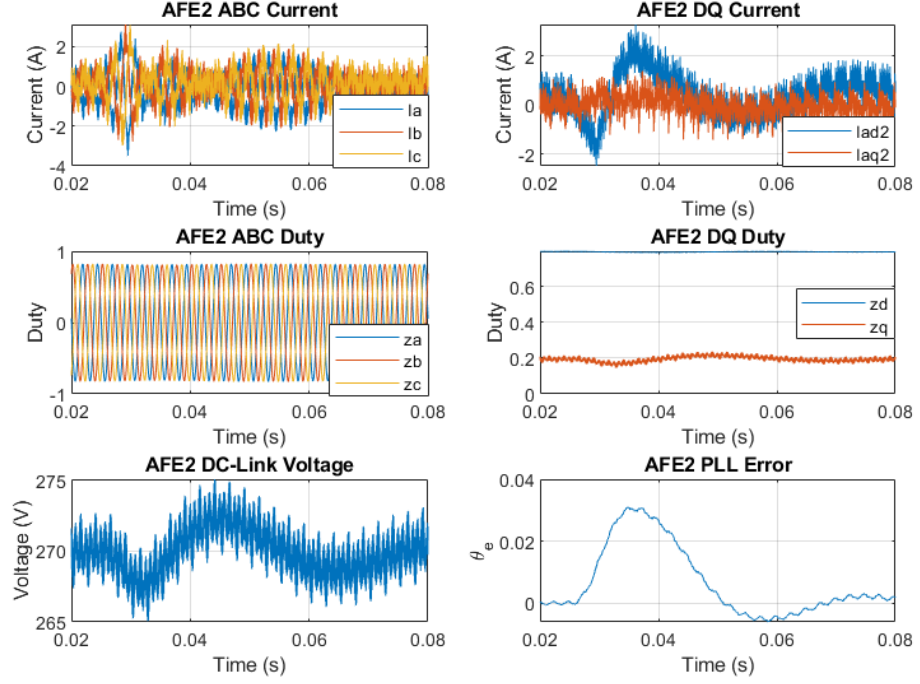 AFE2 ABC Current
Current (A)
2
0
-2
-4
Ia
Ib
Ic
0.02
0.04
0.06
0.08
Time (s)
AFE2 DQ Current
Current (A)
2
0
-2
Iad2
Iaq2
0.02
0.04
0.06
0.08
Time (s)
AFE2 ABC Duty
Duty
1
0
-1
za
zb
zc
0.02
0.04
0.06
0.08
Time (s)
AFE2 DQ Duty
Duty
0.6
0.4
0.2
0
zd
zq
0.02
0.04
0.06
0.08
Time (s)
AFE2 DC-Link Voltage
Voltage (V)
275
270
265
0.02
0.04
0.06
0.08
Time (s)
AFE2 PLL Error
θe
0.04
0.02
0
0.02
0.04
0.06
0.08
Time (s)